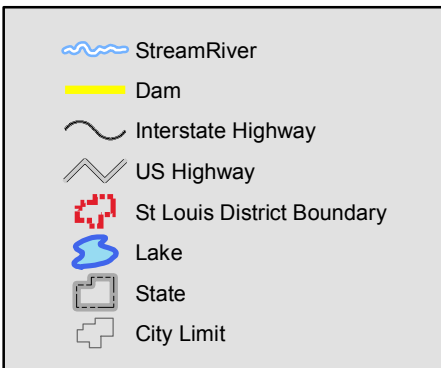 StreamRiver
Dam
Interstate Highway
US Highway
St Louis District Boundary
Lake
State
City Limit